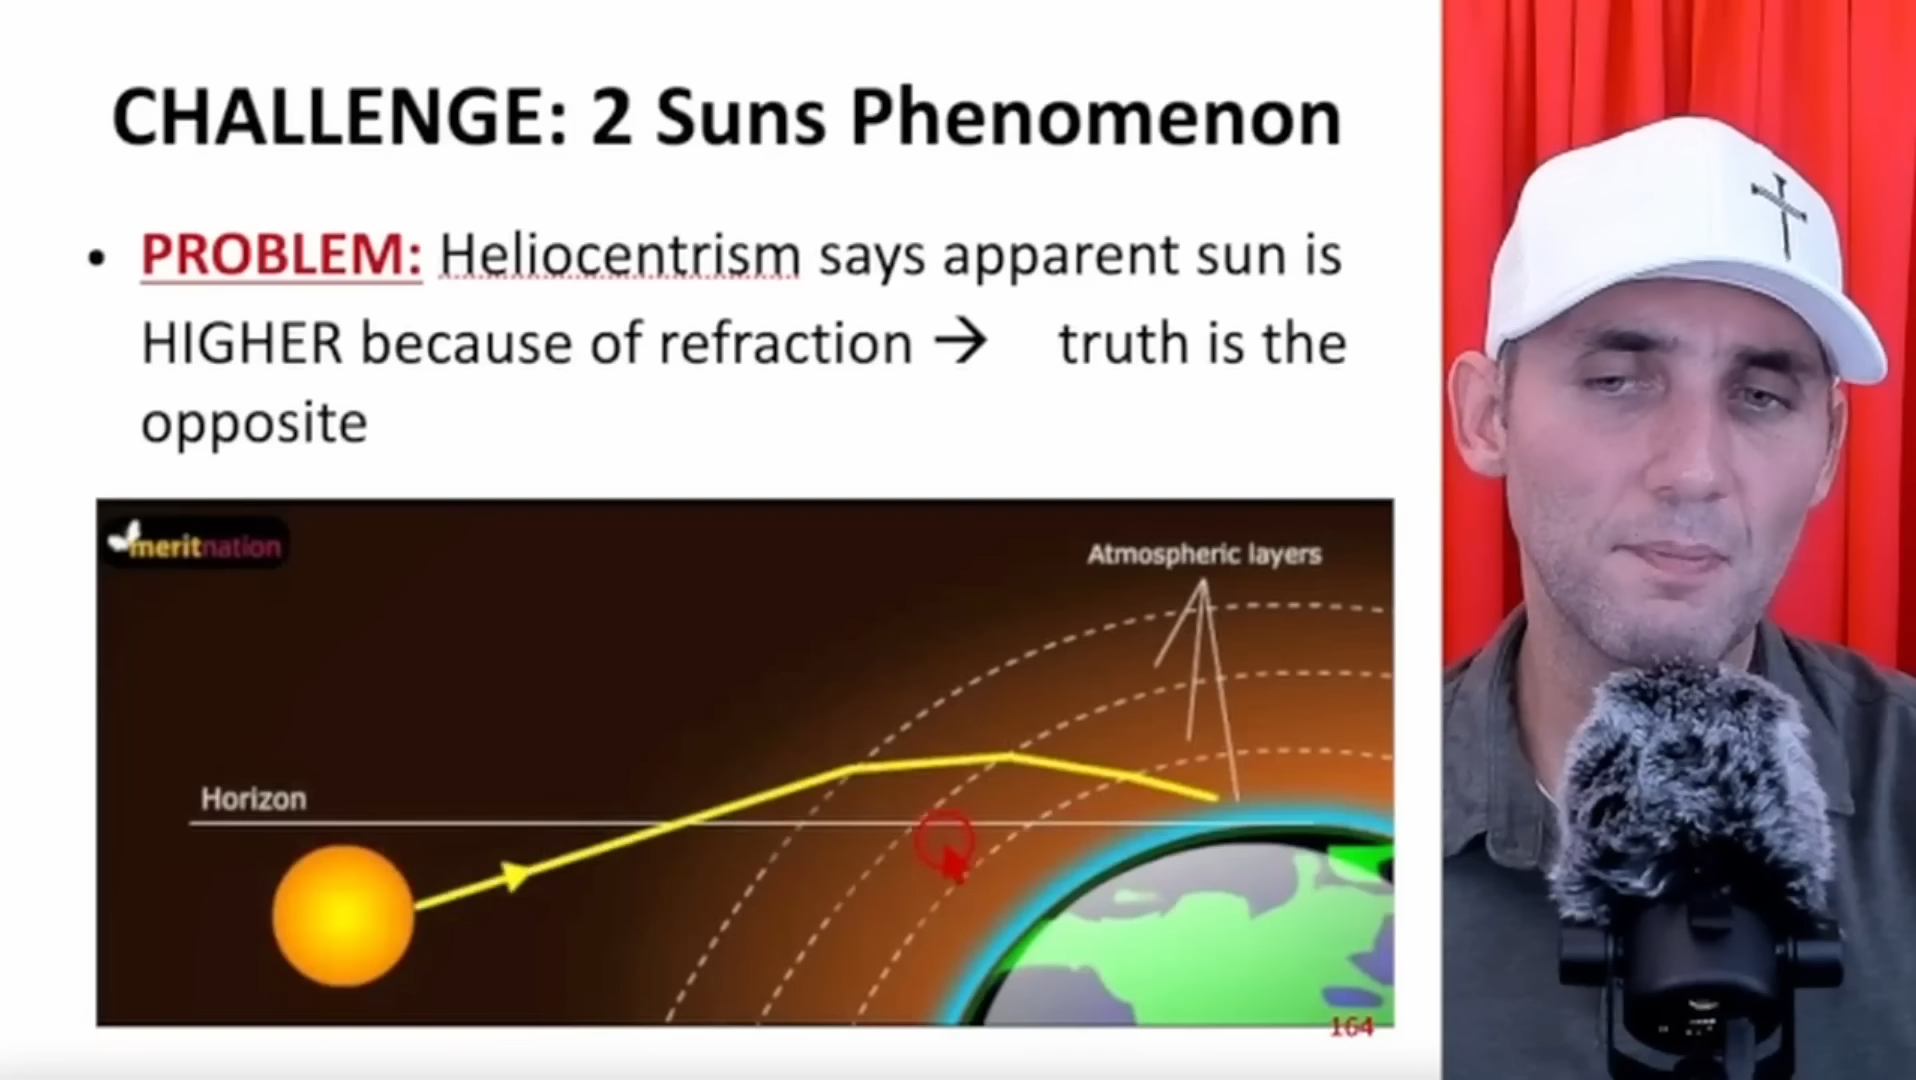 CHALLENGE: 2 Suns Phenomenon
• PROBLEM: Heliocentrism says apparent sun is
HIGHER because of refraction → truth is the
opposite
meritnation
Atmospheric layers
Horizon
164